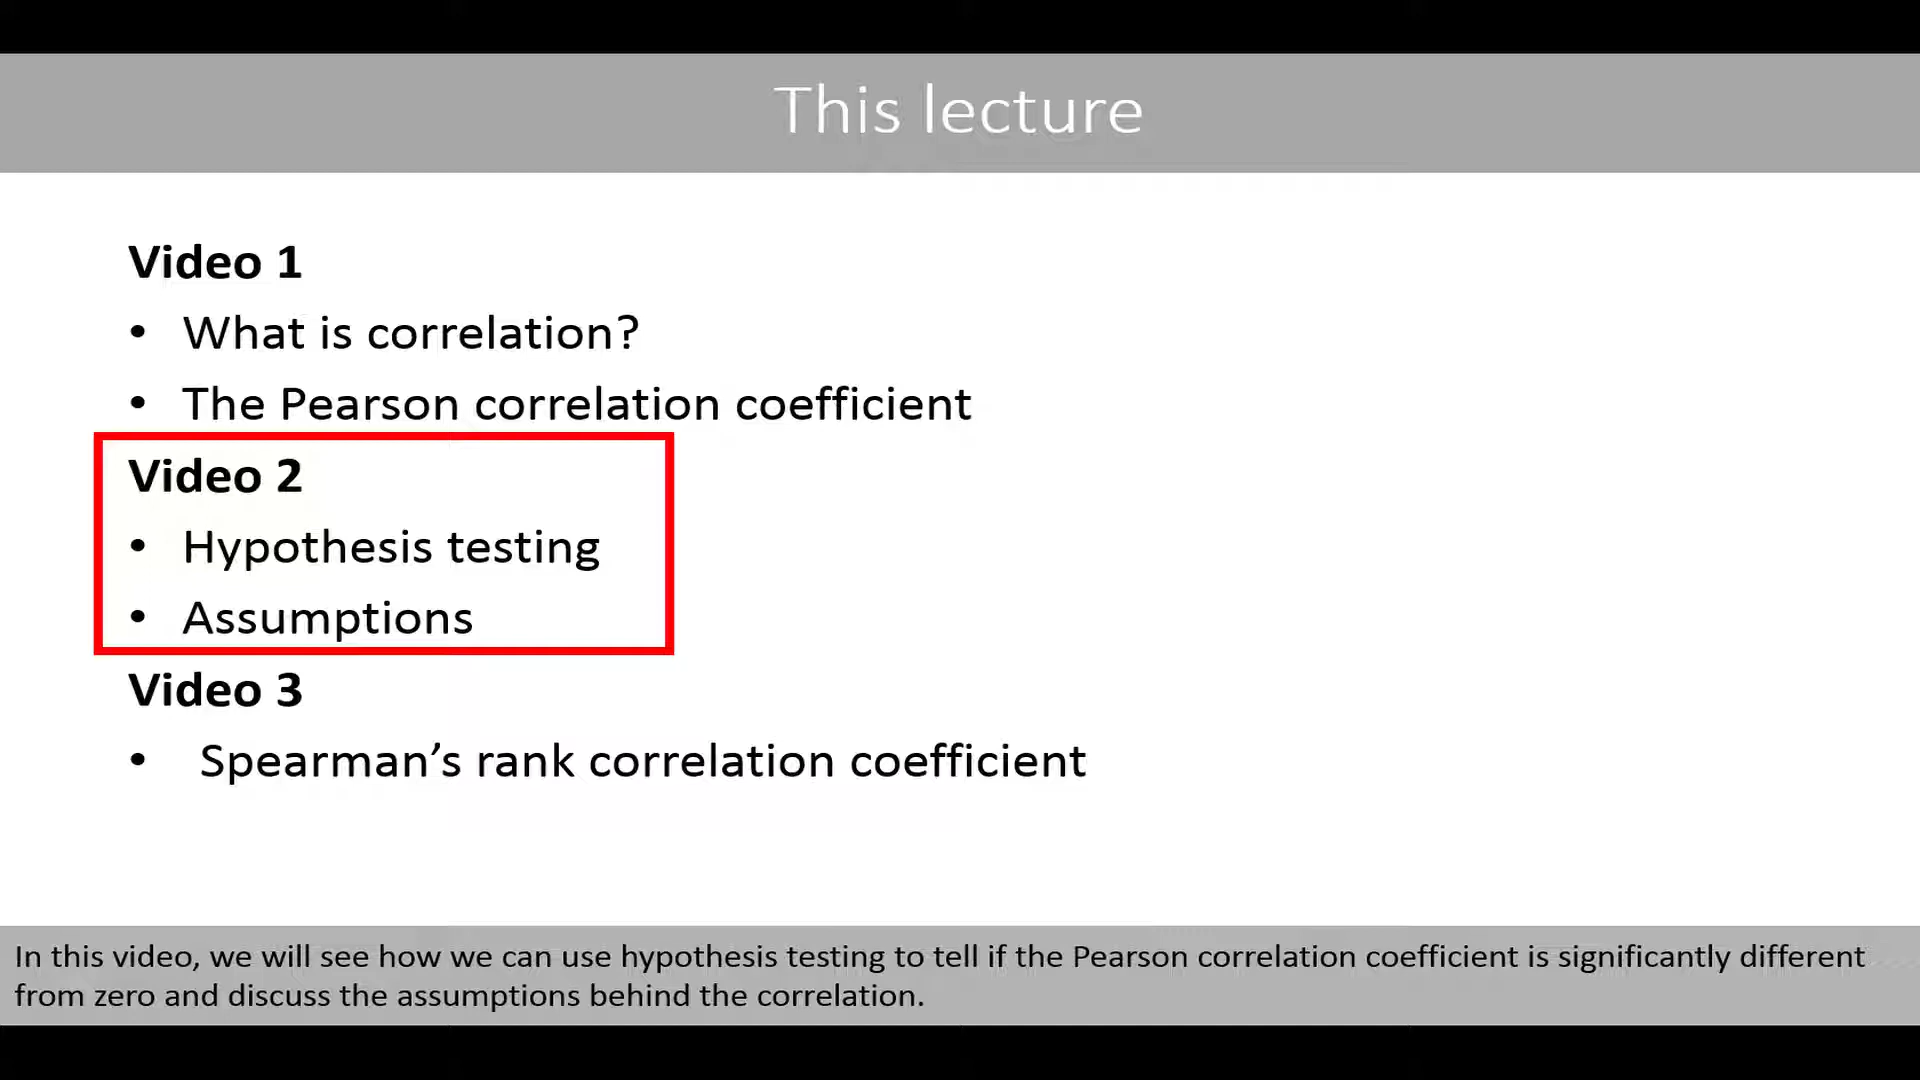 This lecture
Video 1
• What is correlation?
• The Pearson correlation coefficient
Video 2
• Hypothesis testing
• Assumptions
Video 3
• Spearman’s rank correlation coefficient
In this video, we will see how we can use hypothesis testing to tell if the Pearson correlation coefficient is significantly different
from zero and discuss the assumptions behind the correlation.